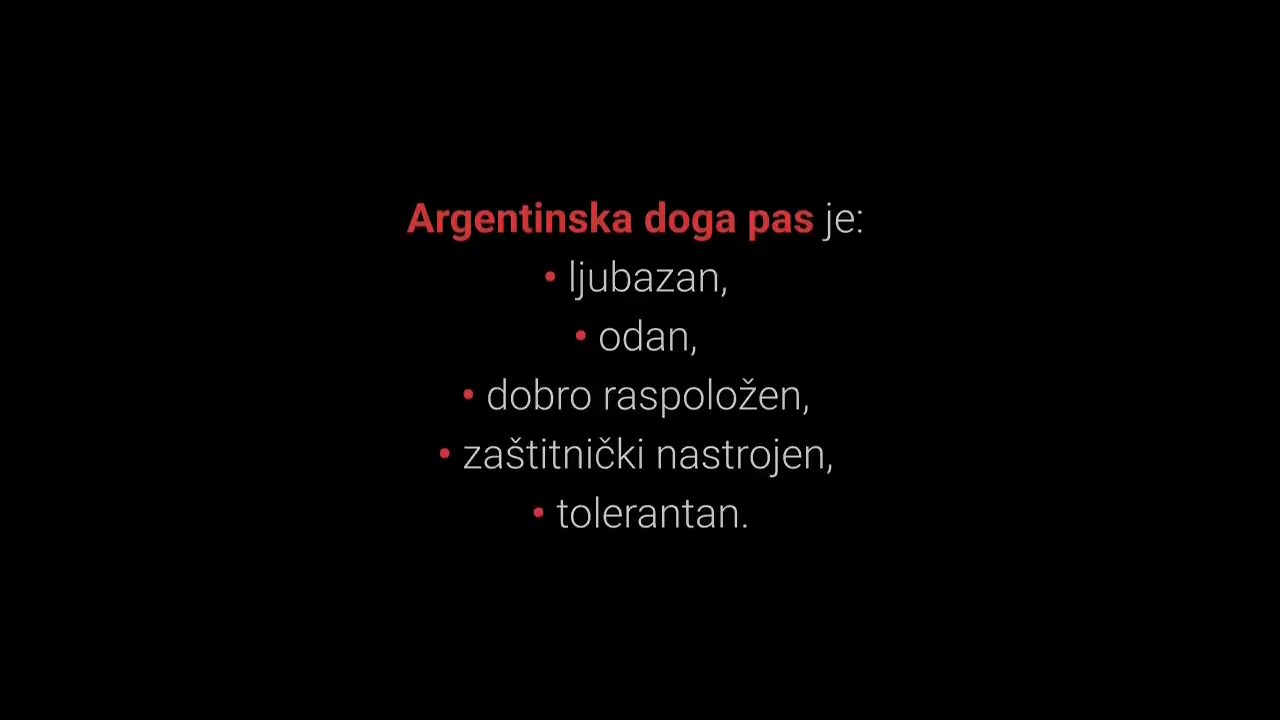 Argentinska doga pas je:
• ljubazan,
• odan,
• dobro raspoložen,
• zaštitnički nastrojen,
• tolerantan.